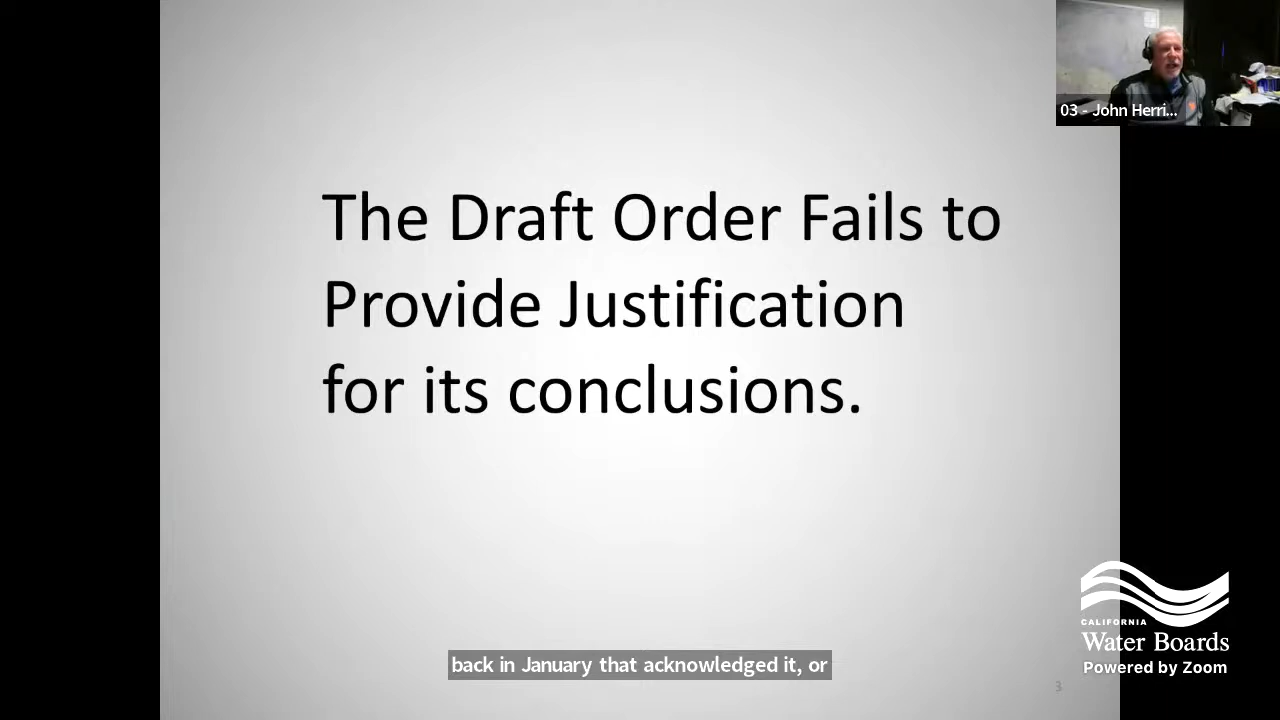 03 - John Herri...
The Draft Order Fails to
Provide Justification
for its conclusions.
CALIFORNIA
Water Boards
Powered by Zoom
back in January that acknowledged it, or
3